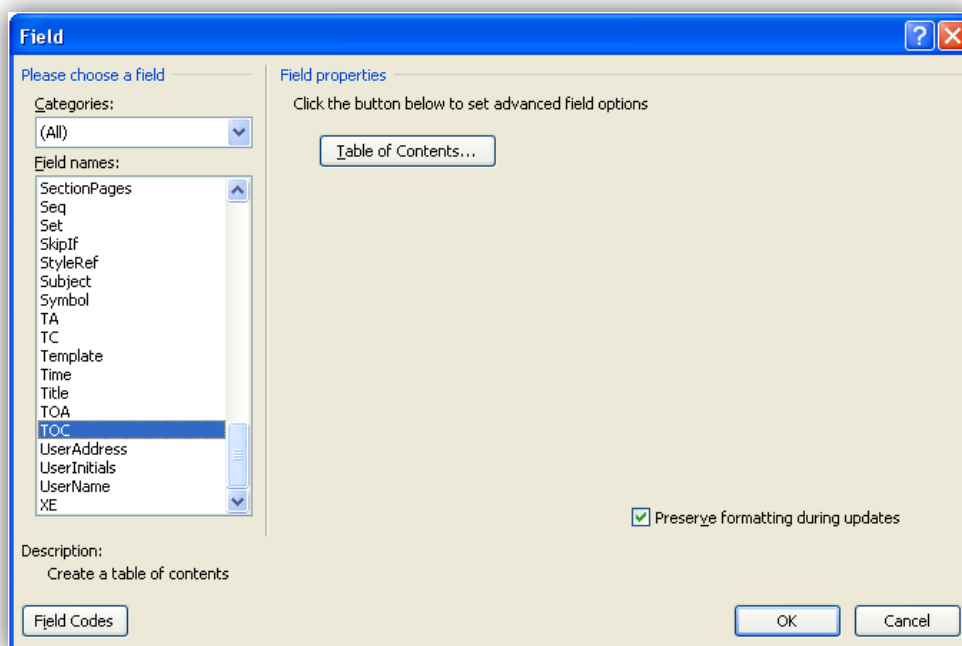 Field
Please choose a field
Categories:
(All)
Field names:
SectionPages
Seq
Set
SkipIf
StyleRef
Subject
Symbol
TA
TC
Template
Time
Title
TOA
TOC
UserAddress
UserInitials
UserName
XE
Field properties
Click the button below to set advanced field options
Table of Contents...
Preserve formatting during updates
Description:
Create a table of contents
Field Codes
OK
Cancel